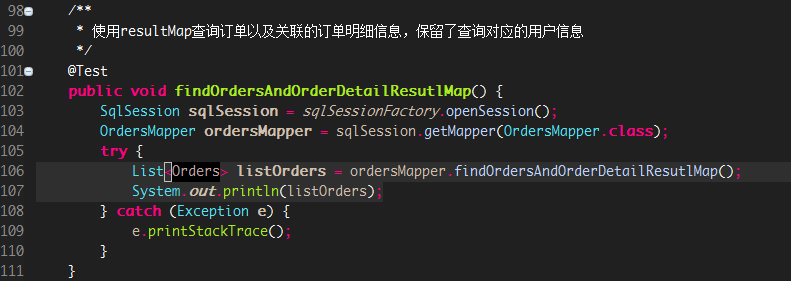 98 /**
99 * 使用resultMap查询订单以及关联的订单明细信息，保留了查询对应的用户信息
100 */
101 @Test
102 public void findOrdersAndOrderDetailResutlMap() {
103 SqlSession sqlSession = sqlSessionFactory.openSession();
104 OrdersMapper ordersMapper = sqlSession.getMapper(OrdersMapper.class);
105 try {
106 List<Orders> listOrders = ordersMapper.findOrdersAndOrderDetailResutlMap();
107 System.out.println(listOrders);
108 } catch (Exception e) {
109 e.printStackTrace();
110 }
111 }